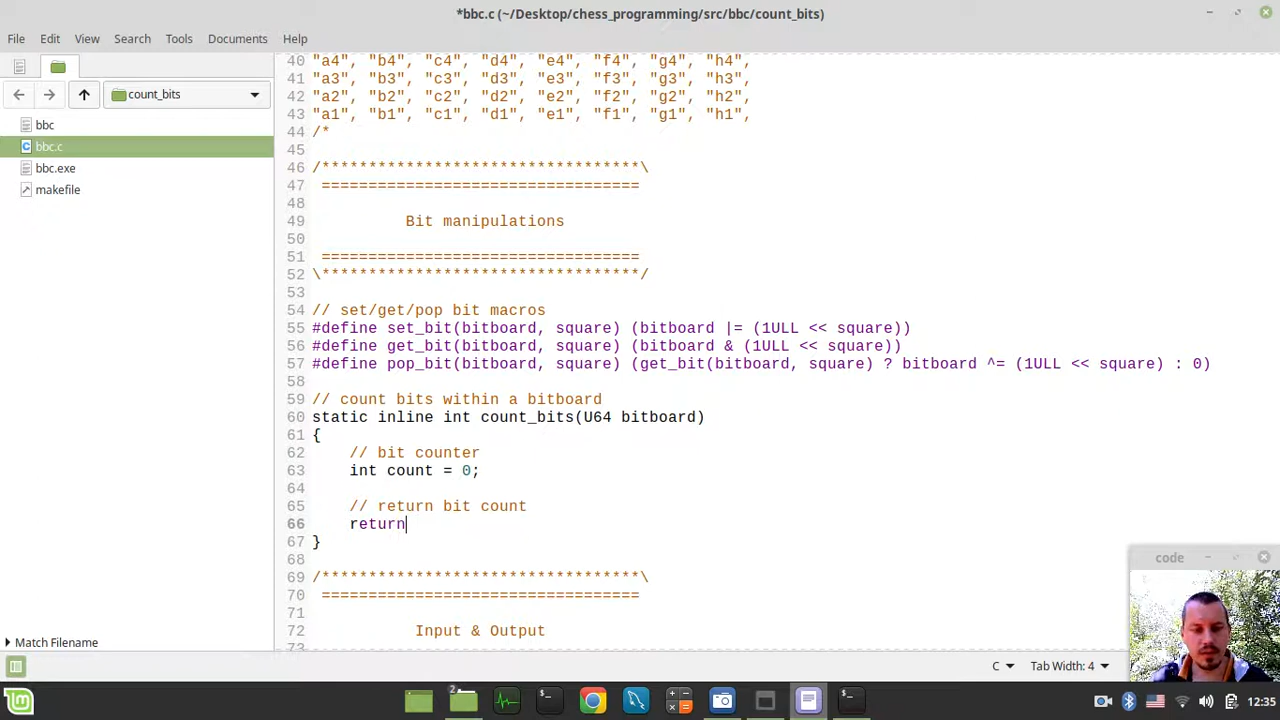 *bbc.c (~/Desktop/chess_programming/src/bbc/count_bits)
File Edit View Search Tools Documents Help
count_bits
bbc
bbc.c
bbc.exe
makefile
Match Filename
40 "a4", "b4", "c4", "d4", "e4", "f4", "g4", "h4",
41 "a3", "b3", "c3", "d3", "e3", "f3", "g3", "h3",
42 "a2", "b2", "c2", "d2", "e2", "f2", "g2", "h2",
43 "a1", "b1", "c1", "d1", "e1", "f1", "g1", "h1",
44 /*
45
46 /**********************************\
47 ==================================
48
49 Bit manipulations
50
51 ==================================
52 \**********************************/
53
54 // set/get/pop bit macros
55 #define set_bit(bitboard, square) (bitboard |= (1ULL << square))
56 #define get_bit(bitboard, square) (bitboard & (1ULL << square))
57 #define pop_bit(bitboard, square) (get_bit(bitboard, square) ? bitboard ^= (1ULL << square) : 0)
58
59 // count bits within a bitboard
60 static inline int count_bits(U64 bitboard)
61 {
62 // bit counter
63 int count = 0;
64
65 // return bit count
66 return
67 }
68
69 /**********************************\
70 ==================================
71
72 Input & Output
73
code
C Tab Width: 4
2
12:35